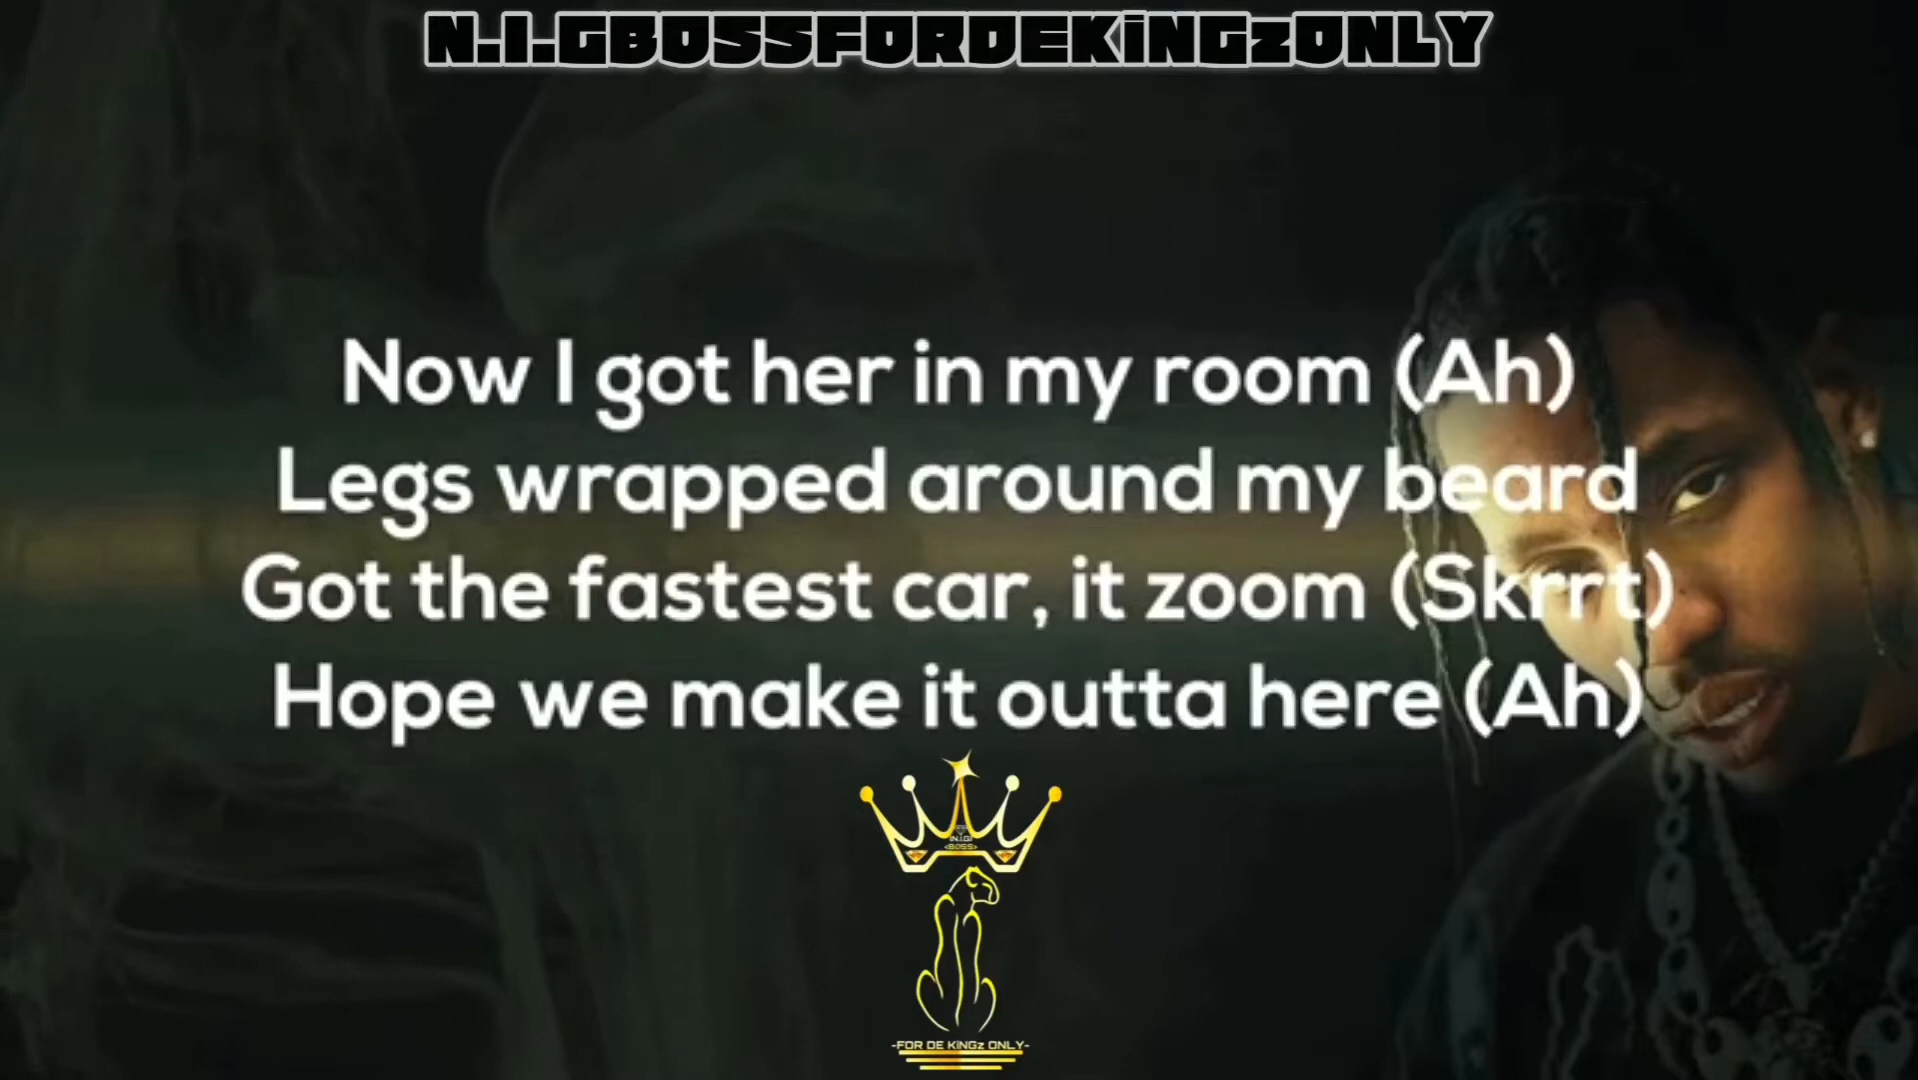 N.I.GBOSSFORDEKiNGzONLY
Now I got her in my room (Ah)
Legs wrapped around my beard
Got the fastest car, it zoom (Skrrt)
Hope we make it outta here (Ah)
N.I.G
<BOSS>
-FOR DE KiNGz ONLY-